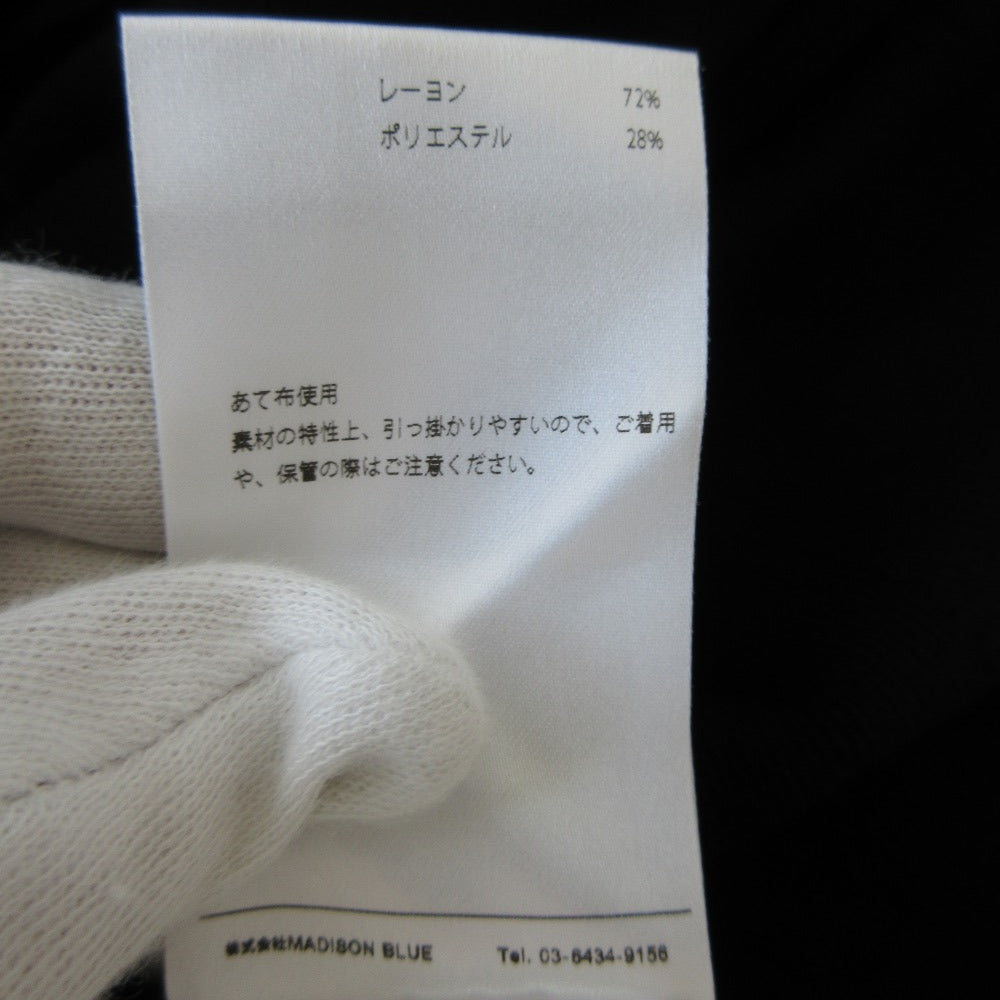 レーヨン 72%
ポリエステル 28%
あて布使用
素材の特性上、引っ掛かりやすいので、ご着用
や、保管の際はご注意ください。
株式会社MADISON BLUE Tel. 03-6434-9156